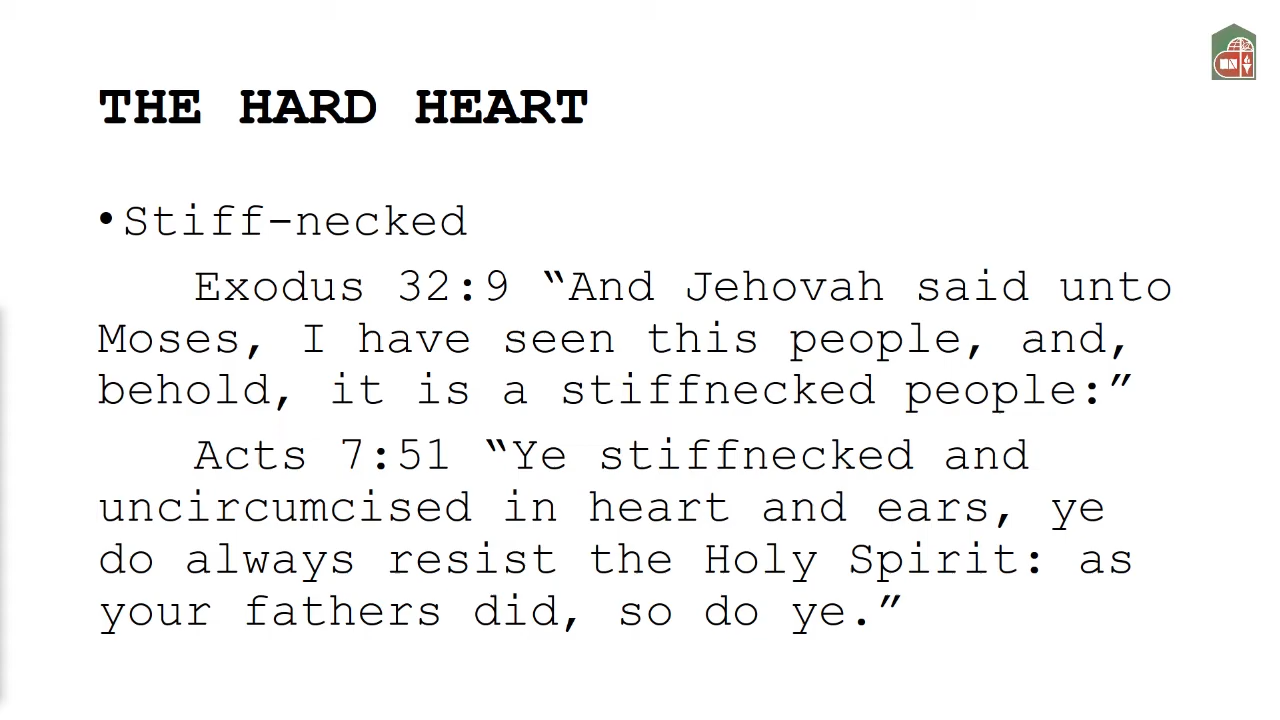 THE HARD HEART
•Stiff-necked
Exodus 32:9 “And Jehovah said unto
Moses, I have seen this people, and,
behold, it is a stiffnecked people:”
Acts 7:51 “Ye stiffnecked and
uncircumcised in heart and ears, ye
do always resist the Holy Spirit: as
your fathers did, so do ye.”